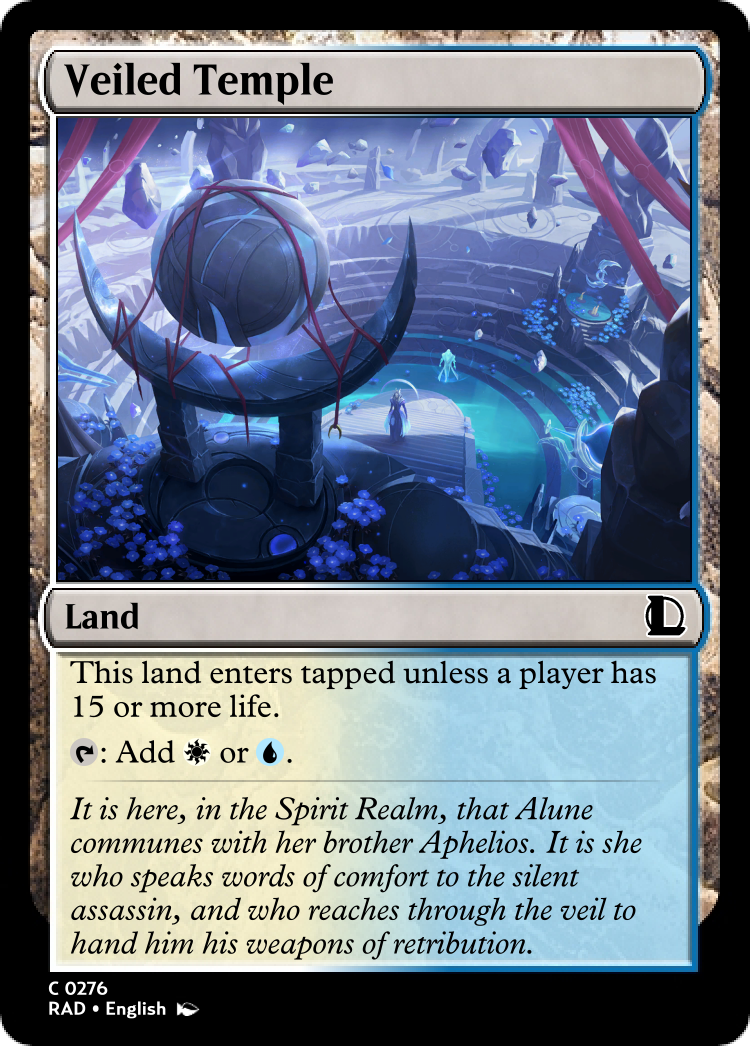 Veiled Temple
Land
This land enters tapped unless a player has
15 or more life.
: Add or .
It is here, in the Spirit Realm, that Alune
communes with her brother Aphelios. It is she
who speaks words of comfort to the silent
assassin, and who reaches through the veil to
hand him his weapons of retribution.
C 0276
RAD • English